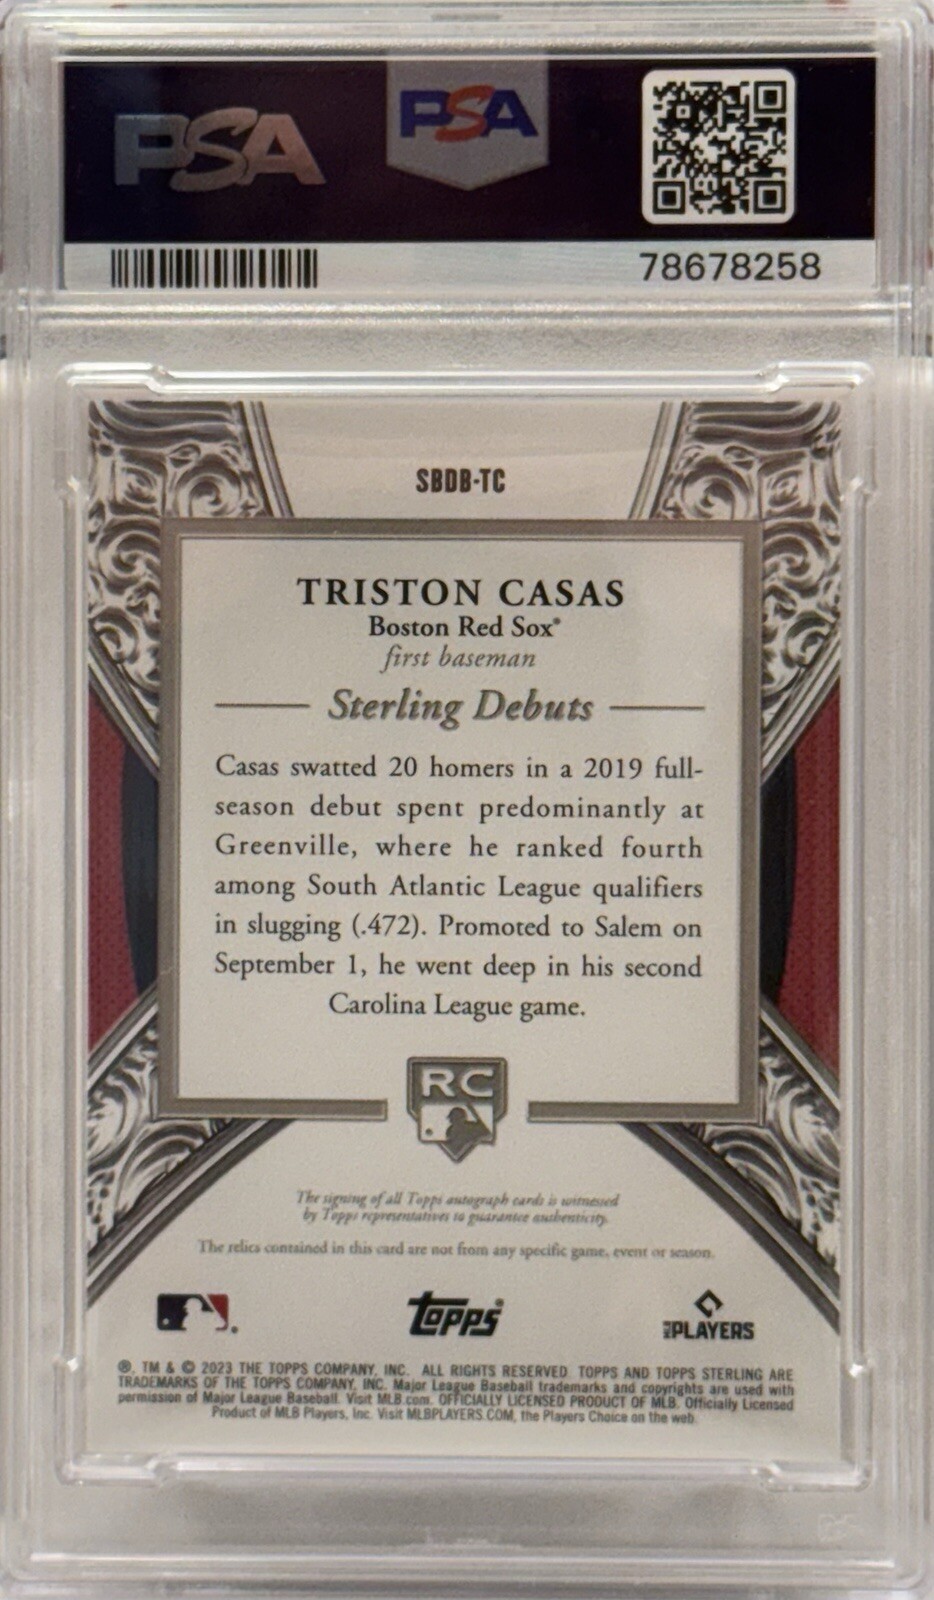 PSA
PSA
78678258
SBDB-TC
TRISTON CASAS
Boston Red Sox®
first baseman
Sterling Debuts
Casas swatted 20 homers in a 2019 full-
season debut spent predominantly at
Greenville, where he ranked fourth
among South Atlantic League qualifiers
in slugging (.472). Promoted to Salem on
September 1, he went deep in his second
Carolina League game.
RC
The signing of all Topps autograph cards is witnessed
by Topps representatives to guarantee authenticity.
The relics contained in this card are not from any specific game, event or season.
Topps
MLB PLAYERS
®, TM & © 2023 THE TOPPS COMPANY, INC. ALL RIGHTS RESERVED. TOPPS AND TOPPS STERLING ARE
TRADEMARKS OF THE TOPPS COMPANY, INC. Major League Baseball trademarks and copyrights are used with
permission of Major League Baseball. Visit MLB.com. OFFICIALLY LICENSED PRODUCT OF MLB. Officially Licensed
Product of MLB Players, Inc. Visit MLBPLAYERS.COM, the Players Choice on the web.